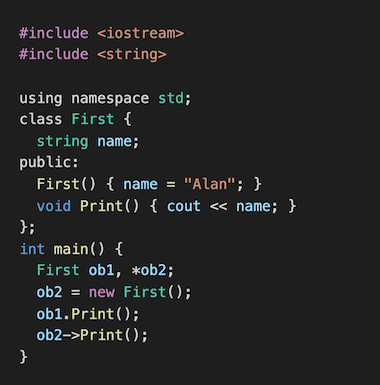 #include <iostream>
#include <string>

using namespace std;
class First {
  string name;
public:
  First() { name = "Alan"; }
  void Print() { cout << name; }
};
int main() {
  First ob1, *ob2;
  ob2 = new First();
  ob1.Print();
  ob2->Print();
}